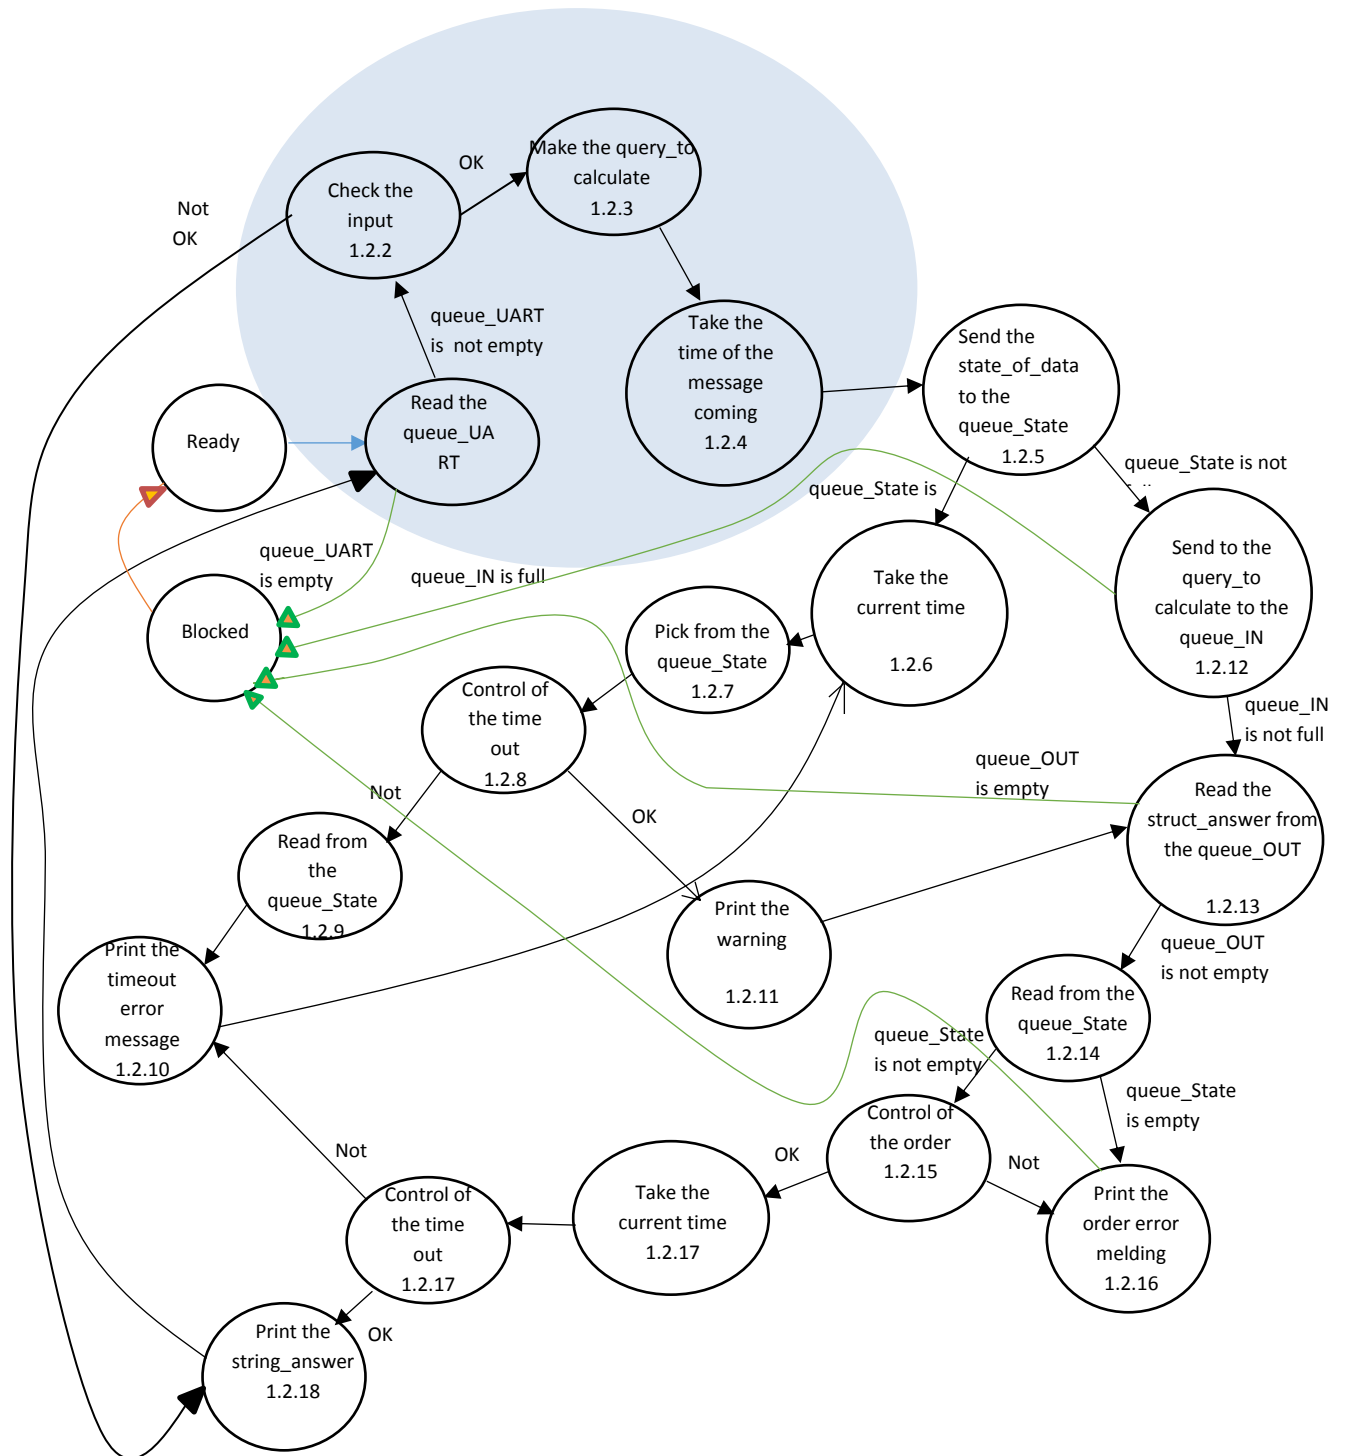 Make the query_to
calculate
1.2.3
OK
Check the
input
1.2.2
Not
OK
queue_UART
is  not empty
Take the
time of the
message
coming
1.2.4
Send the
state_of_data
to the
queue_State
1.2.5
Ready
Read the
queue_UA
RT
queue_State is not
queue_State is
queue_UART
is empty
queue_IN is full
Take the
current time
1.2.6
Send to the
query_to
calculate to the
queue_IN
1.2.12
Blocked
Pick from the
queue_State
1.2.7
Control of
the time
out
1.2.8
queue_IN
is not full
queue_OUT
is empty
Read the
struct_answer from
the queue_OUT
1.2.13
Not
OK
Read from
the
queue_State
1.2.9
Print the
warning
1.2.11
Print the
timeout
error
message
1.2.10
queue_OUT
is not empty
Read from the
queue_State
1.2.14
queue_State
is not empty
queue_State
is empty
Control of
the order
1.2.15
OK
Not
Print the
order error
melding
1.2.16
Take the
current time
1.2.17
Not
Control of
the time
out
1.2.17
OK
Print the
string_answer
1.2.18